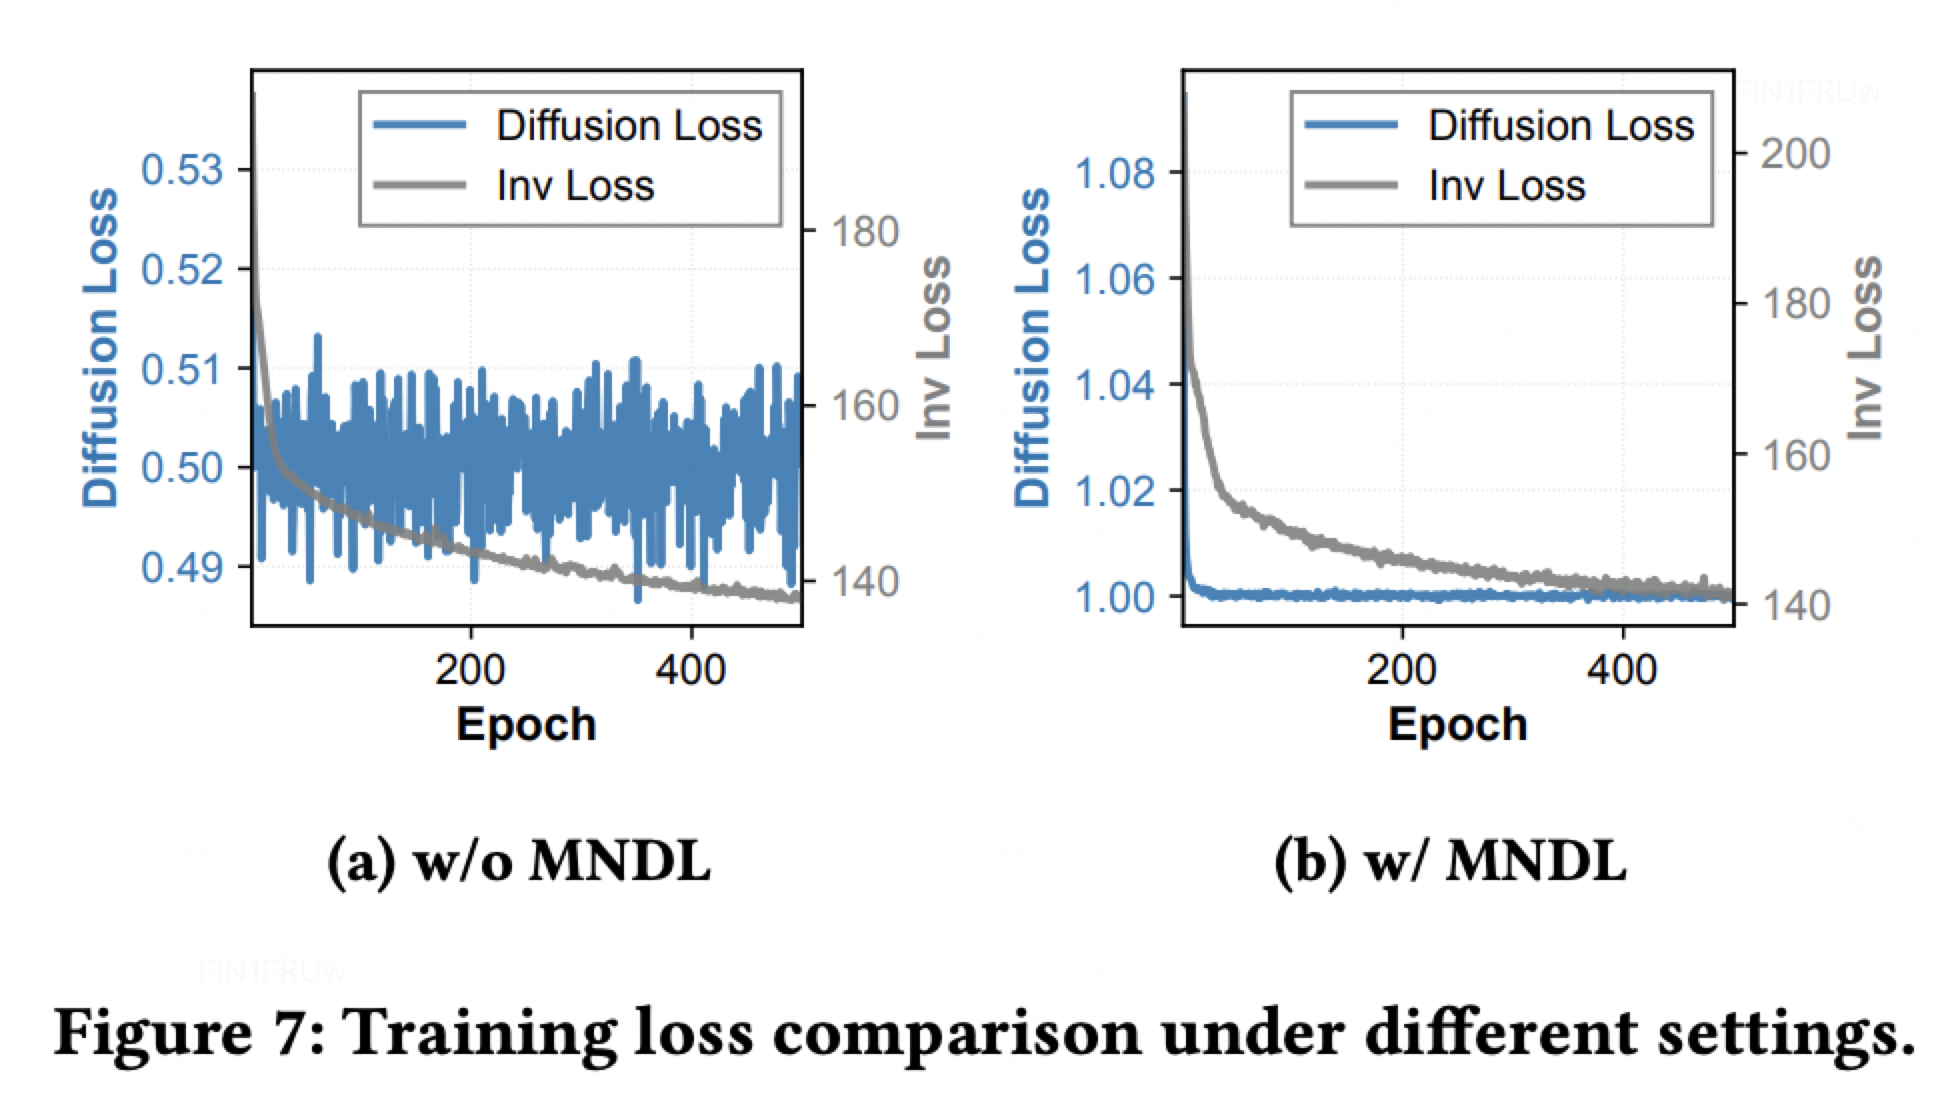 Diffusion Loss
Inv Loss
0.53
0.52
0.51
0.50
0.49
Diffusion Loss
180
160
140
Inv Loss
200 400
Epoch
(a) w/o MNDL
Diffusion Loss
Inv Loss
1.08
1.06
1.04
1.02
1.00
Diffusion Loss
200
180
160
140
Inv Loss
200 400
Epoch
(b) w/ MNDL
FIN1FRUw
FIN1FRUw
Figure 7: Training loss comparison under different settings.